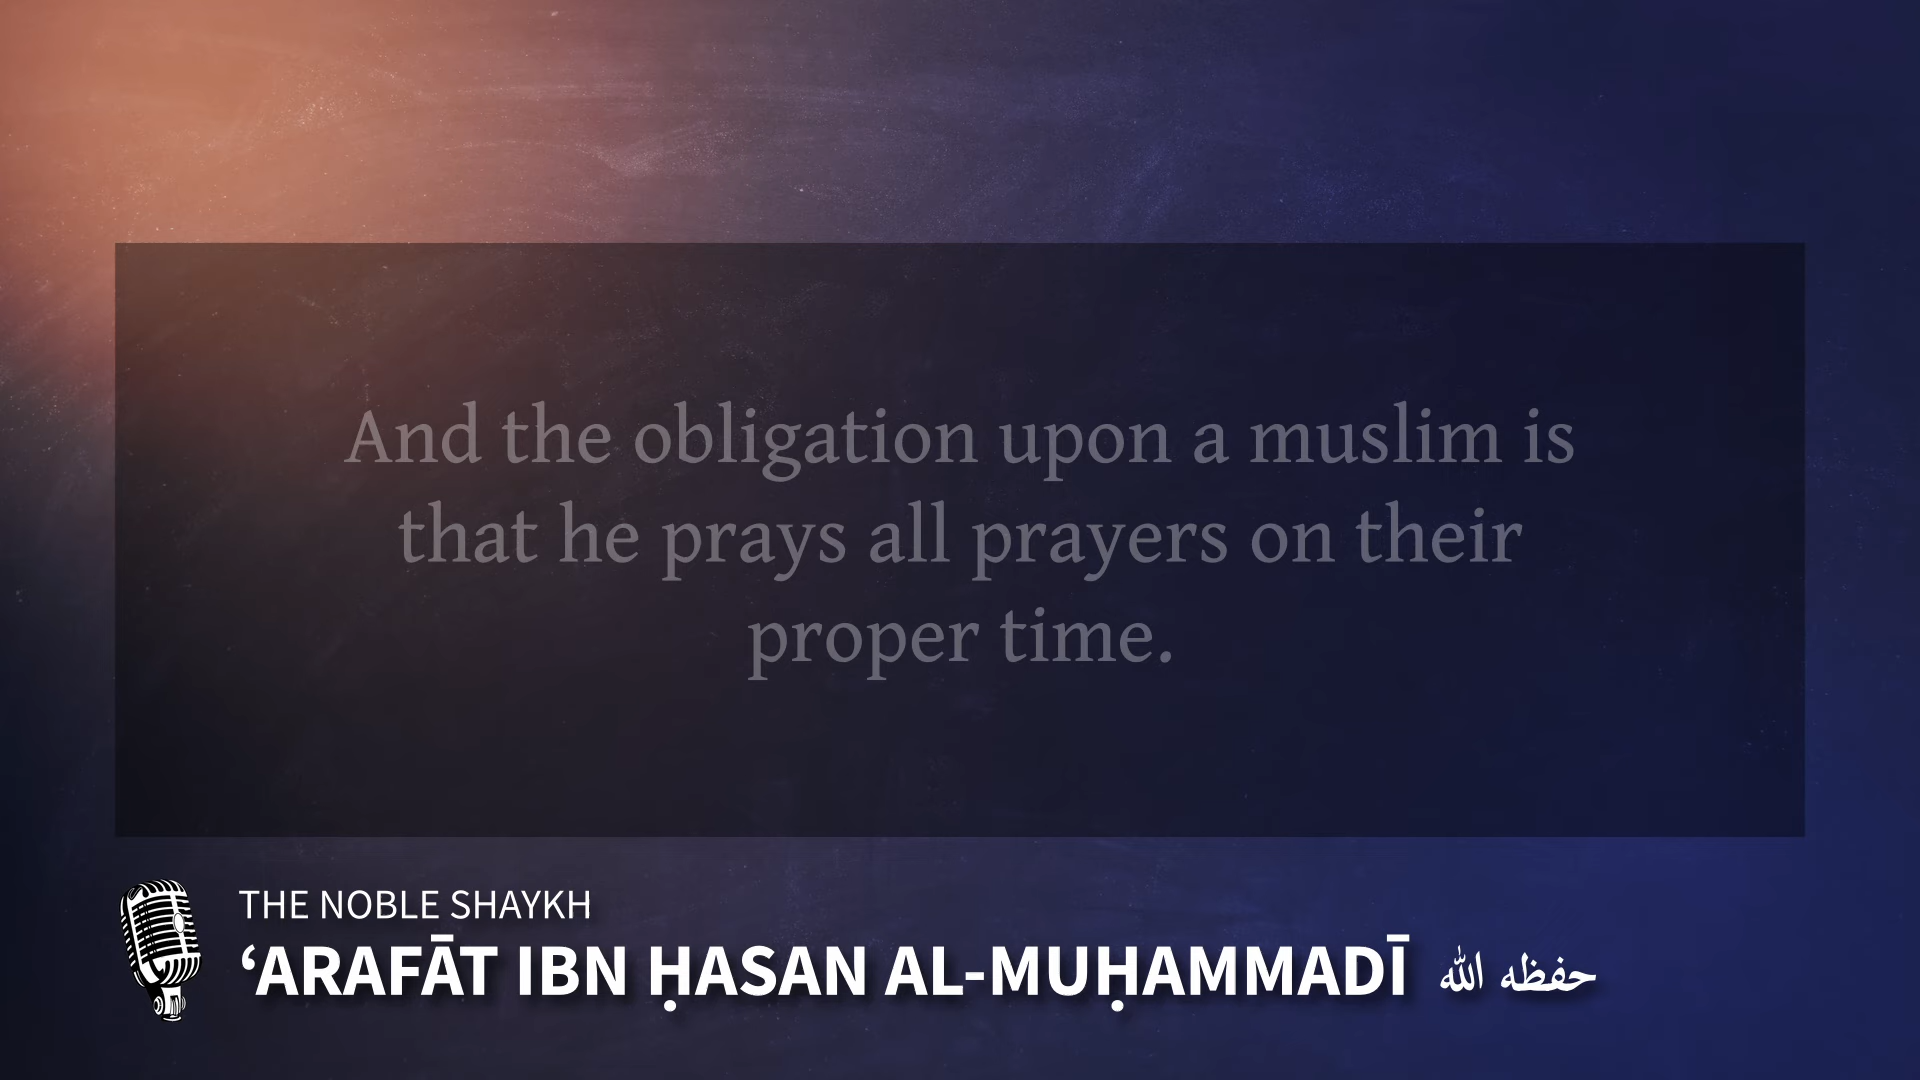 And the obligation upon a muslim is
that he prays all prayers on their
proper time.
THE NOBLE SHAYKH
‘ARAFĀT IBN ḤASAN AL-MUḤAMMADĪ حفظه الله